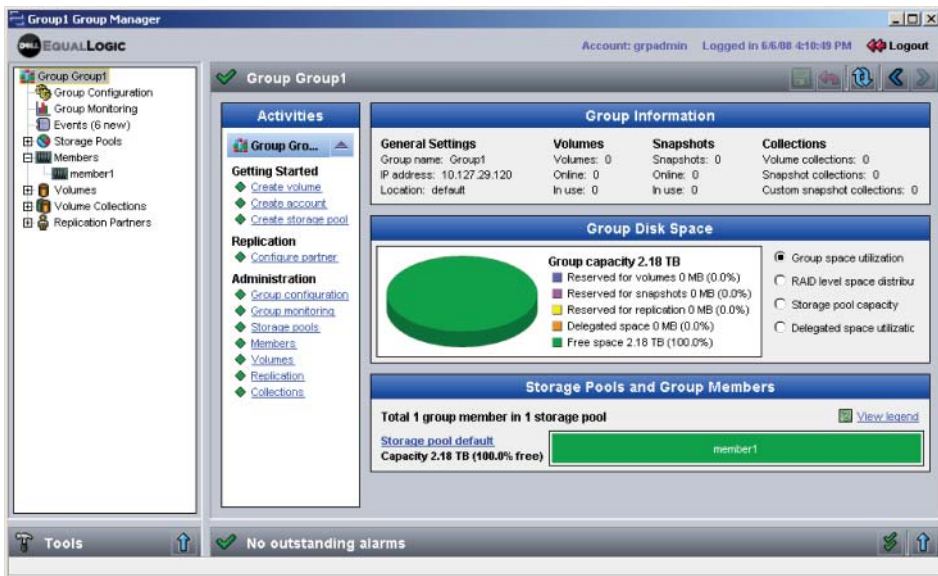 Group1 Group Manager
DELL EQUALLOGIC
Account: grpadmin Logged in 6/6/08 4:10:49 PM Logout
Group Group1
Group Configuration
Group Monitoring
Events (6 new)
Storage Pools
Members
member1
Volumes
Volume Collections
Replication Partners
Group Group1
Activities
Group Gro...
Getting Started
Create volume
Create account
Create storage pool
Replication
Configure partner
Administration
Group configuration
Group monitoring
Storage pools
Members
Volumes
Replication
Collections
Group Information
General Settings
Group name: Group1
IP address: 10.127.29.120
Location: default
Volumes
Volumes: 0
Online: 0
In use: 0
Snapshots
Snapshots: 0
Online: 0
In use: 0
Collections
Volume collections: 0
Snapshot collections: 0
Custom snapshot collections: 0
Group Disk Space
Group capacity 2.18 TB
Reserved for volumes 0 MB (0.0%)
Reserved for snapshots 0 MB (0.0%)
Reserved for replication 0 MB (0.0%)
Delegated space 0 MB (0.0%)
Free space 2.18 TB (100.0%)
Group space utilization
RAID level space distribu
Storage pool capacity
Delegated space utilizatic
Storage Pools and Group Members
Total 1 group member in 1 storage pool
View legend
Storage pool default
Capacity 2.18 TB (100.0% free)
member1
Tools
No outstanding alarms